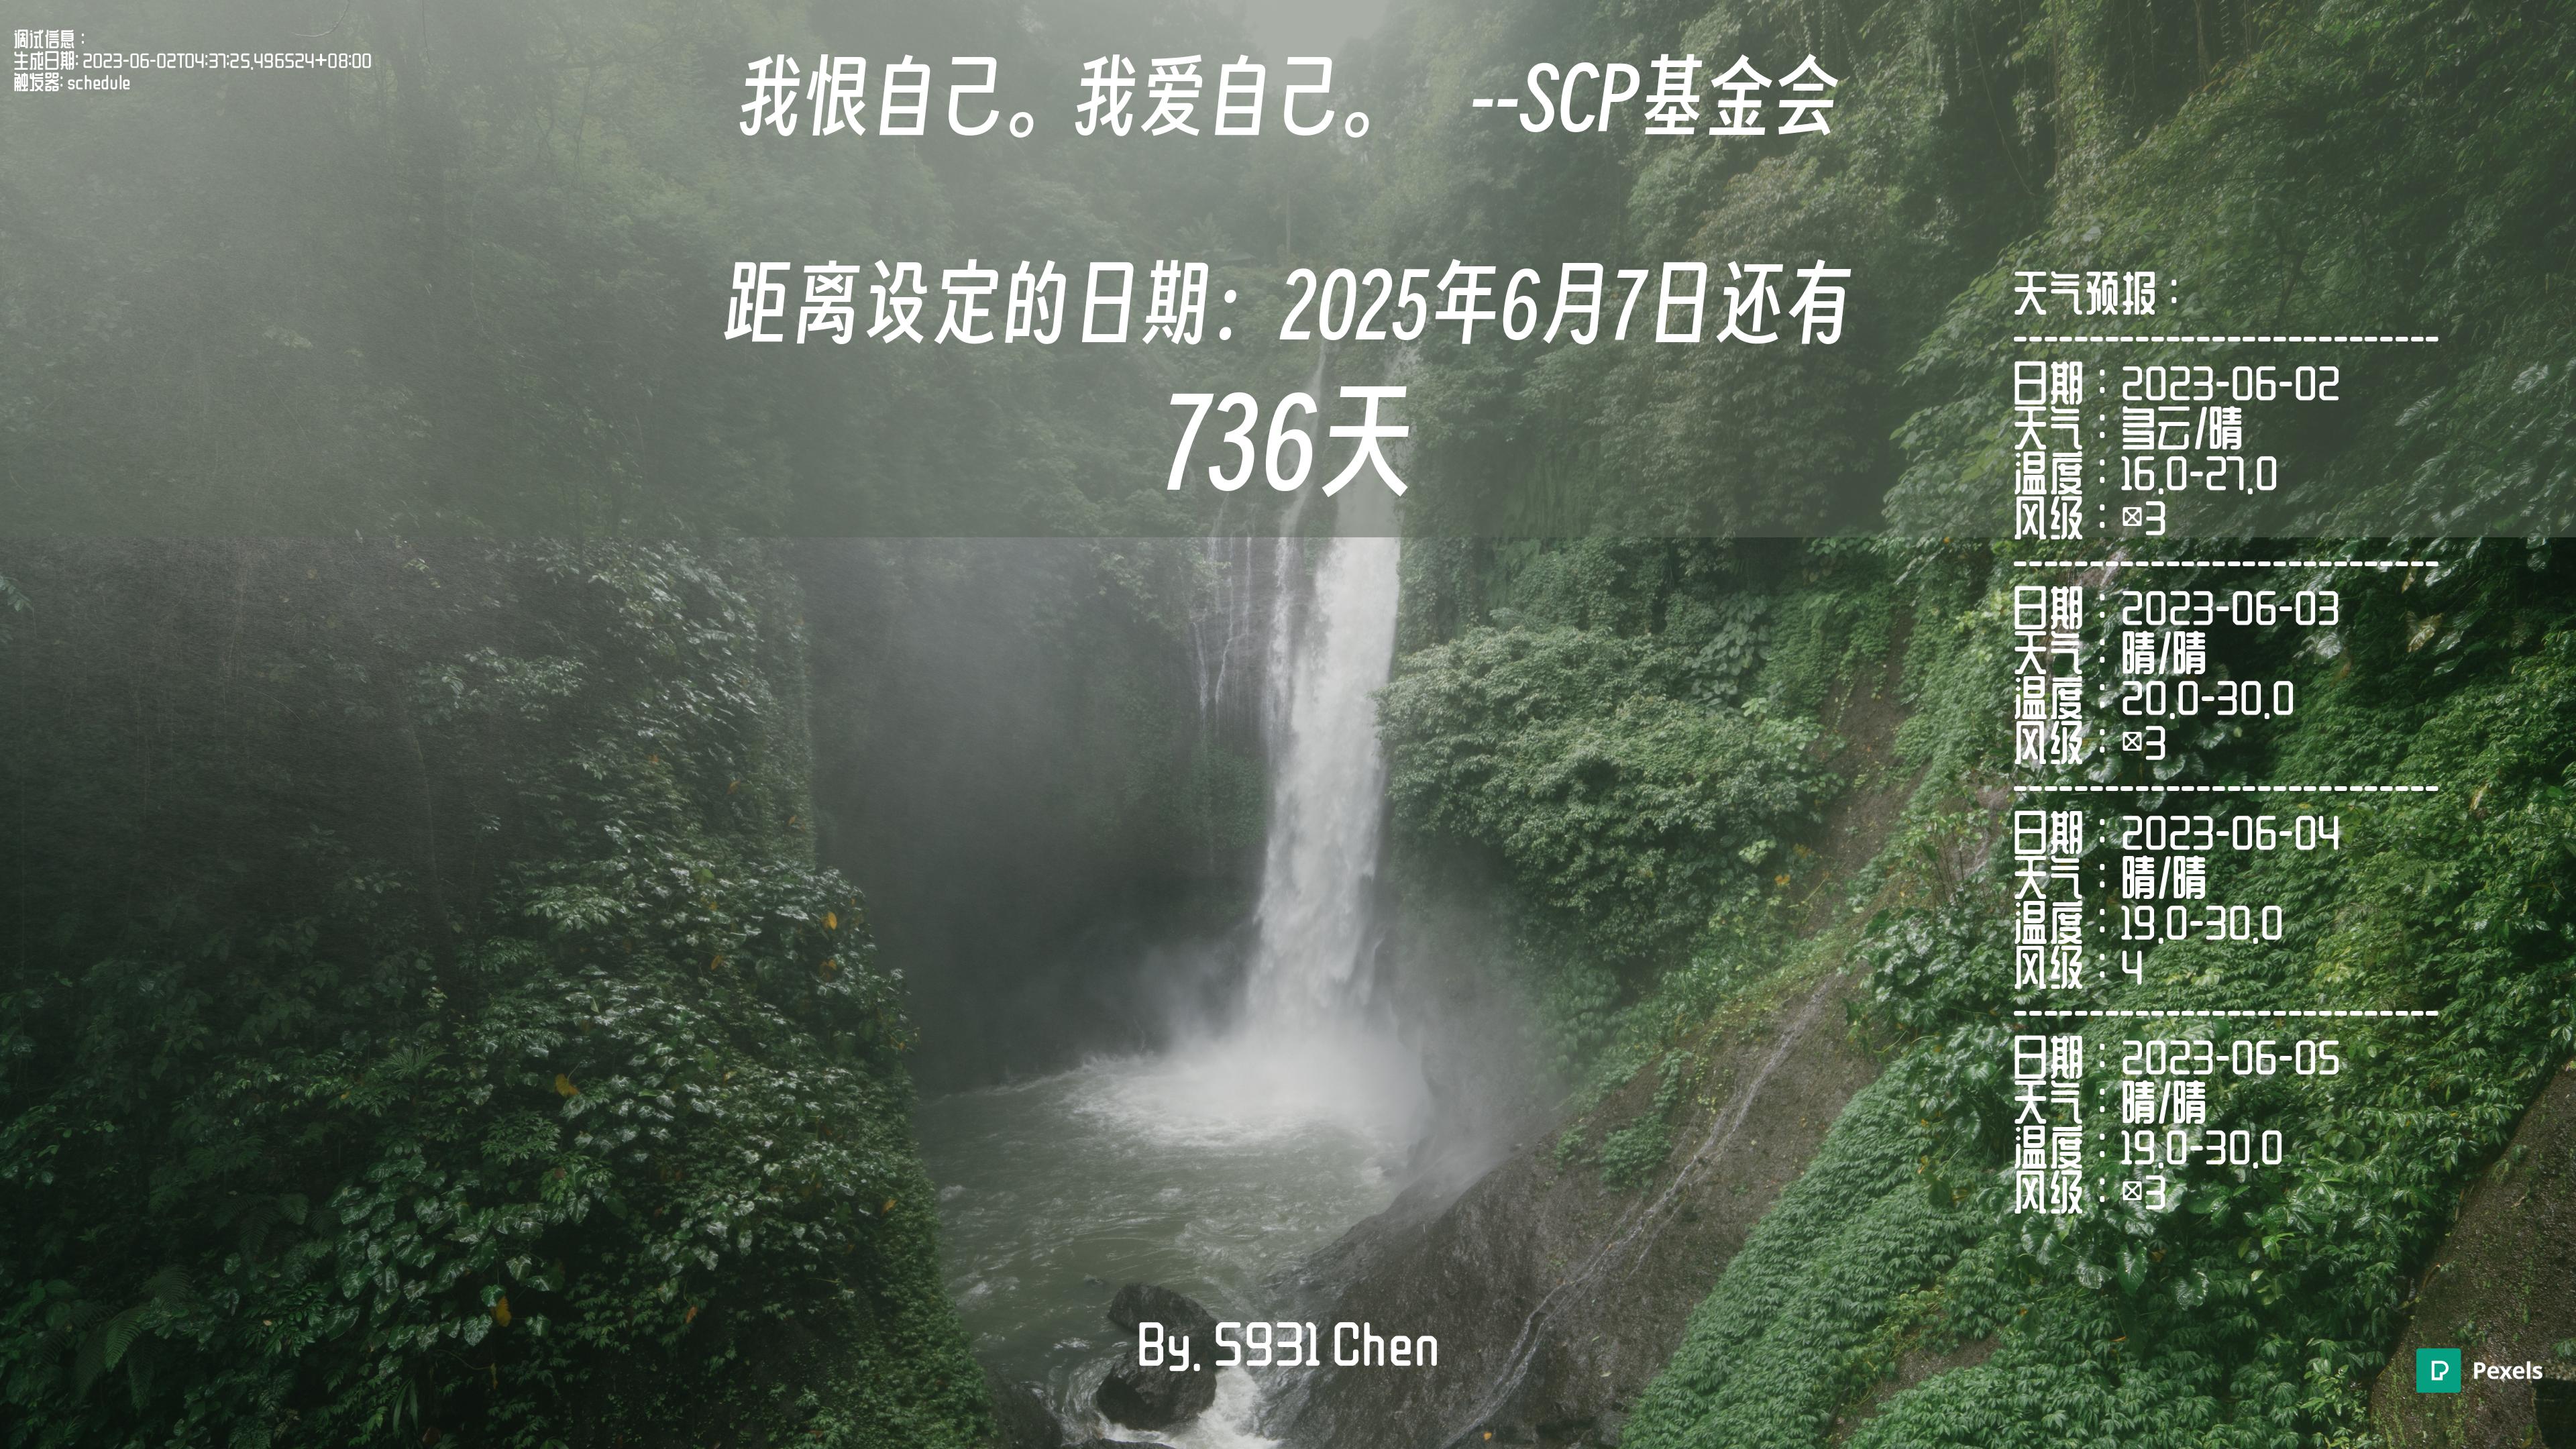 调试信息：
生成日期: 2023-06-02T04:37:25.496524+08:00
触发器: schedule
我恨自己。我爱自己。 --SCP基金会
距离设定的日期：2025年6月7日还有
736天
天气预报：
----------------------------
日期：2023-06-02
天气：多云/晴
温度：16.0-27.0
风级：☒3
----------------------------
日期：2023-06-03
天气：晴/晴
温度：20.0-30.0
风级：☒3
----------------------------
日期：2023-06-04
天气：晴/晴
温度：19.0-30.0
风级：4
----------------------------
日期：2023-06-05
天气：晴/晴
温度：19.0-30.0
风级：☒3
By. S931 Chen
Pexels